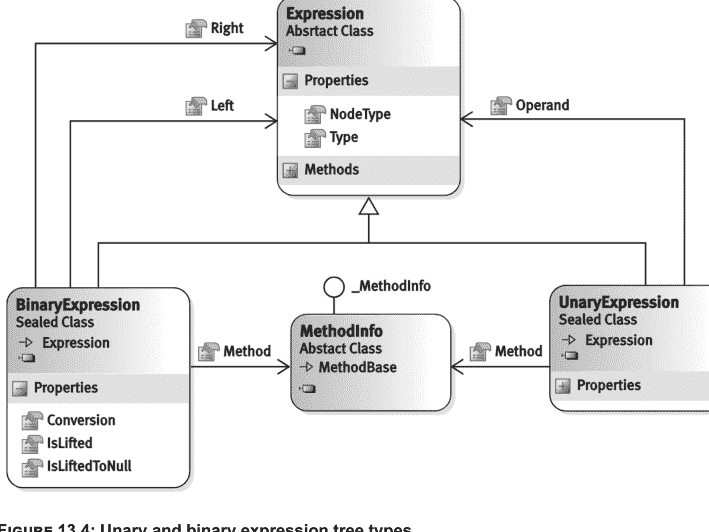 Expression
Absrtact Class
Right
Properties
Left
NodeType
Operand
Type
Methods
_MethodInfo
BinaryExpression
Sealed Class
Expression
UnaryExpression
Sealed Class
Expression
MethodInfo
Abstact Class
MethodBase
Method
Method
Properties
Properties
Conversion
IsLifted
IsLiftedToNull
FIGURE 13.4: Unary and binary expression tree types